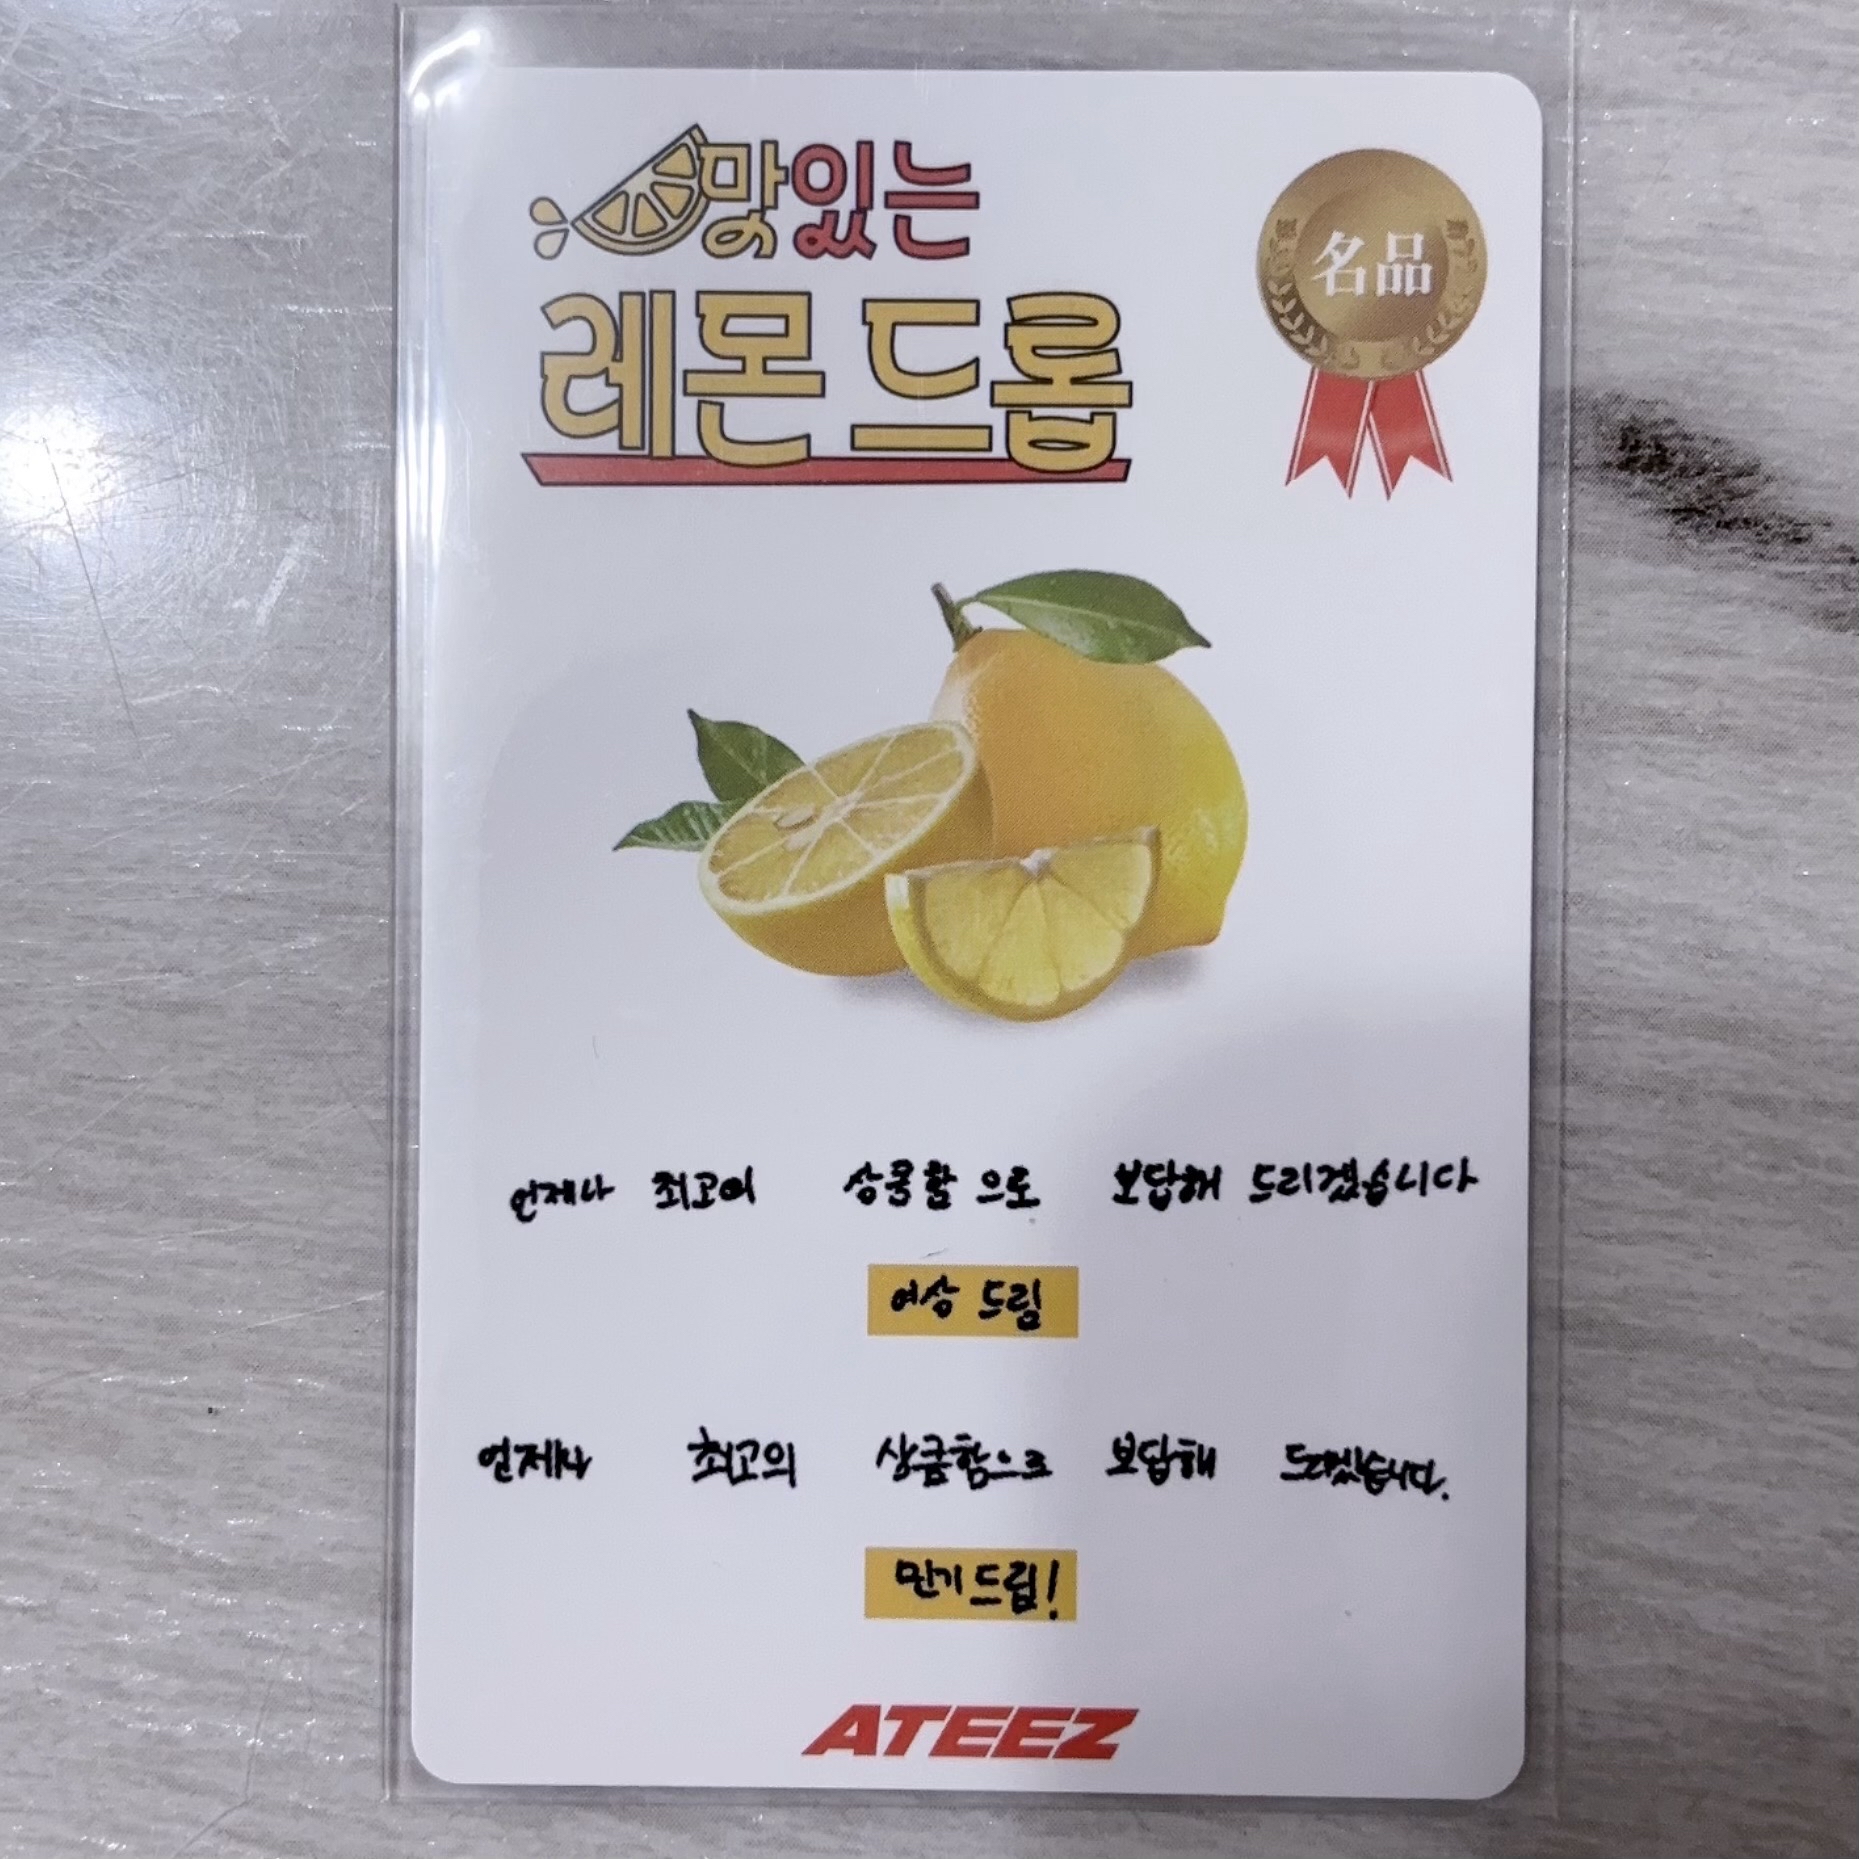 맛있는
레몬 드롭
名品
언제나 최고의 상큼함 으로 보답해 드리겠습니다
여상 드림
언제나 최고의 상큼함으로 보답해 드리겠습니다.
민기 드림!
ATEEZ